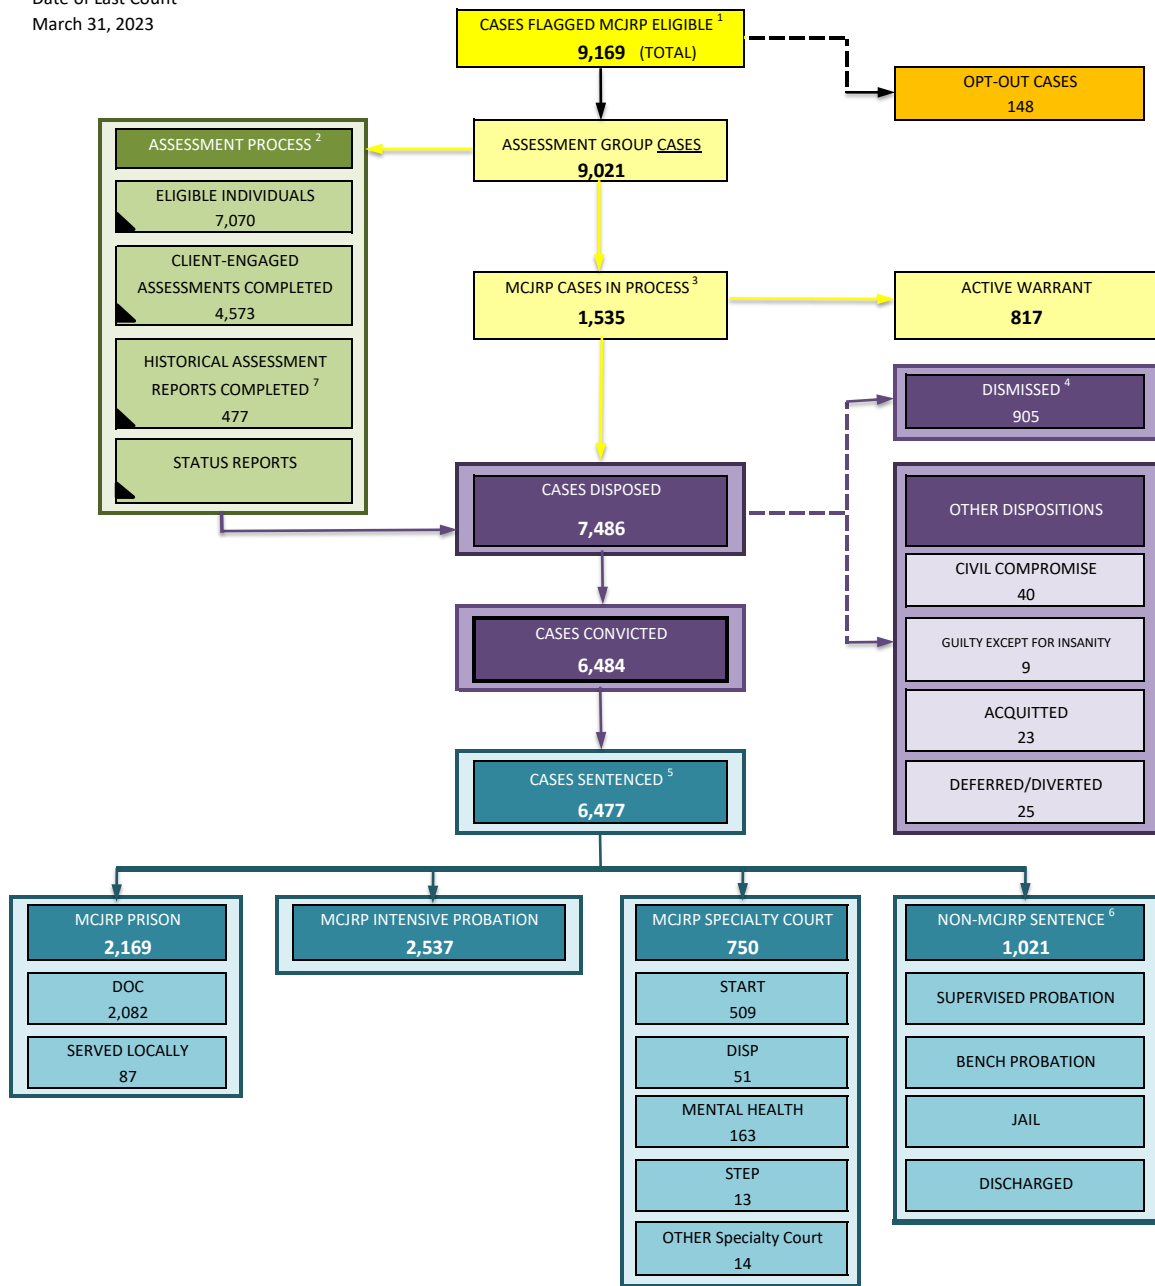 Date of Last Count
March 31, 2023
CASES FLAGGED MCJRP ELIGIBLE 1
9,169 (TOTAL)
OPT-OUT CASES
148
ASSESSMENT GROUP CASES
9,021
ASSESSMENT PROCESS 2
ELIGIBLE INDIVIDUALS
7,070
CLIENT-ENGAGED
ASSESSMENTS COMPLETED
4,573
HISTORICAL ASSESSMENT
REPORTS COMPLETED 7
477
STATUS REPORTS
MCJRP CASES IN PROCESS 3
1,535
ACTIVE WARRANT
817
DISMISSED 4
905
CASES DISPOSED
7,486
OTHER DISPOSITIONS
CIVIL COMPROMISE
40
GUILTY EXCEPT FOR INSANITY
9
ACQUITTED
23
DEFERRED/DIVERTED
25
CASES CONVICTED
6,484
CASES SENTENCED 5
6,477
MCJRP PRISON
2,169
DOC
2,082
SERVED LOCALLY
87
MCJRP INTENSIVE PROBATION
2,537
MCJRP SPECIALTY COURT
750
START
509
DISP
51
MENTAL HEALTH
163
STEP
13
OTHER Specialty Court
14
NON-MCJRP SENTENCE 6
1,021
SUPERVISED PROBATION
BENCH PROBATION
JAIL
DISCHARGED